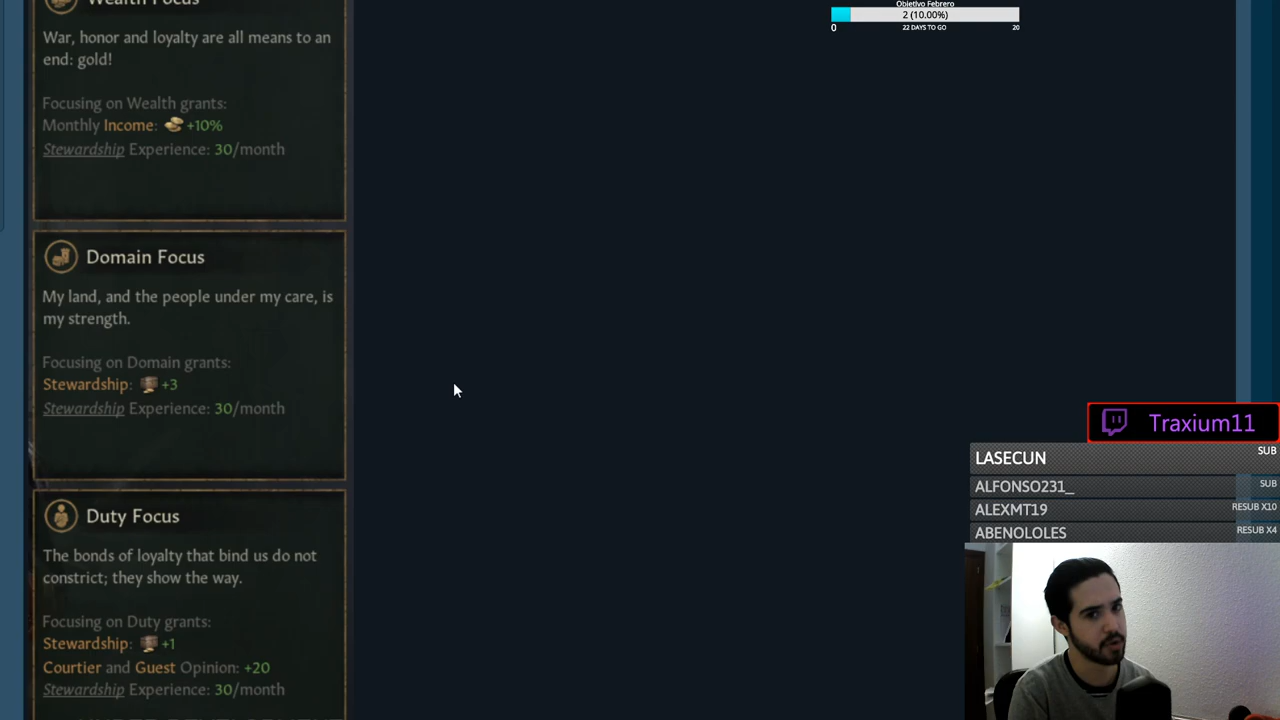 Wealth Focus
War, honor and loyalty are all means to an
end: gold!
Focusing on Wealth grants:
Monthly Income: +10%
Stewardship Experience: 30/month
Domain Focus
My land, and the people under my care, is
my strength.
Focusing on Domain grants:
Stewardship: +3
Stewardship Experience: 30/month
Duty Focus
The bonds of loyalty that bind us do not
constrict; they show the way.
Focusing on Duty grants:
Stewardship: +1
Courtier and Guest Opinion: +20
Stewardship Experience: 30/month
Objetivo Febrero
2 (10.00%)
0 22 DAYS TO GO 20
Traxium11
LASECUN SUB
ALFONSO231_ SUB
ALEXMT19 RESUB X10
ABENOLOLES RESUB X4